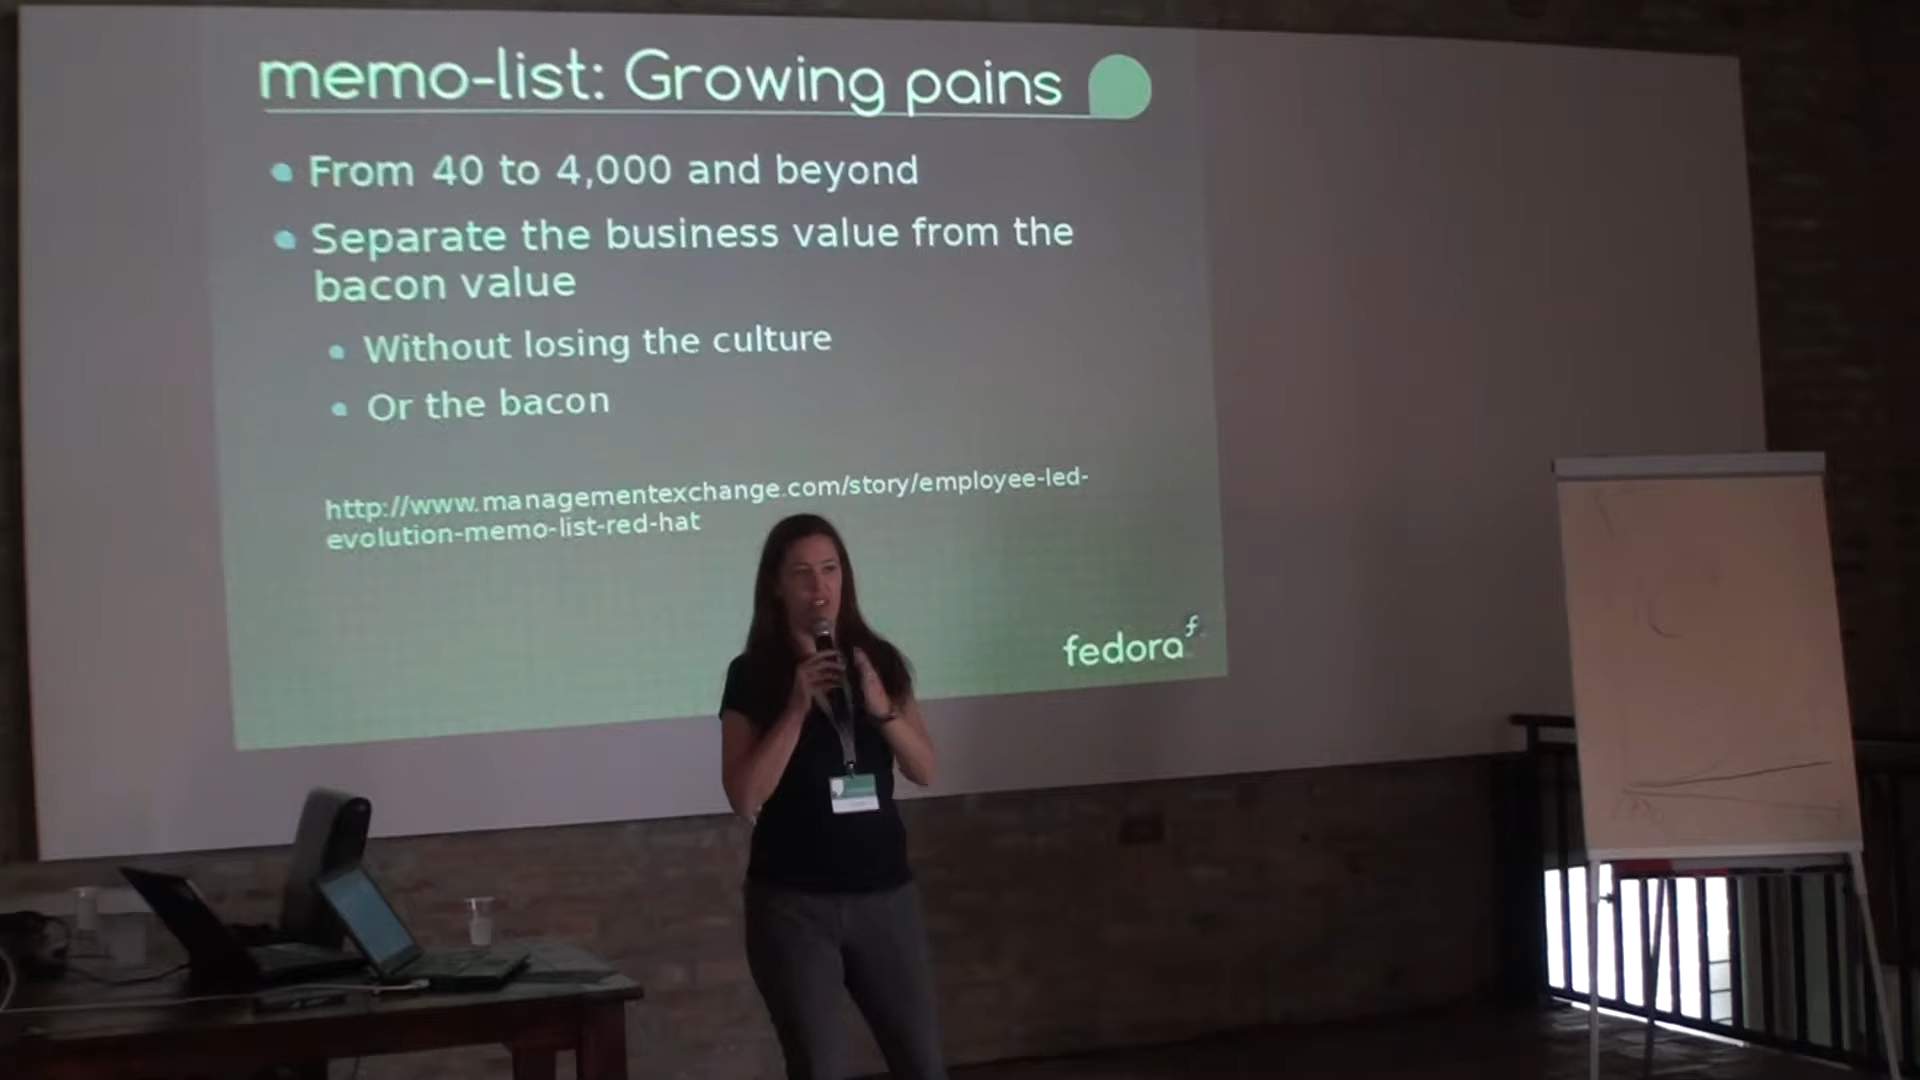 memo-list: Growing pains
From 40 to 4,000 and beyond
Separate the business value from the
bacon value
Without losing the culture
Or the bacon
http://www.managementexchange.com/story/employee-led-
evolution-memo-list-red-hat
fedora